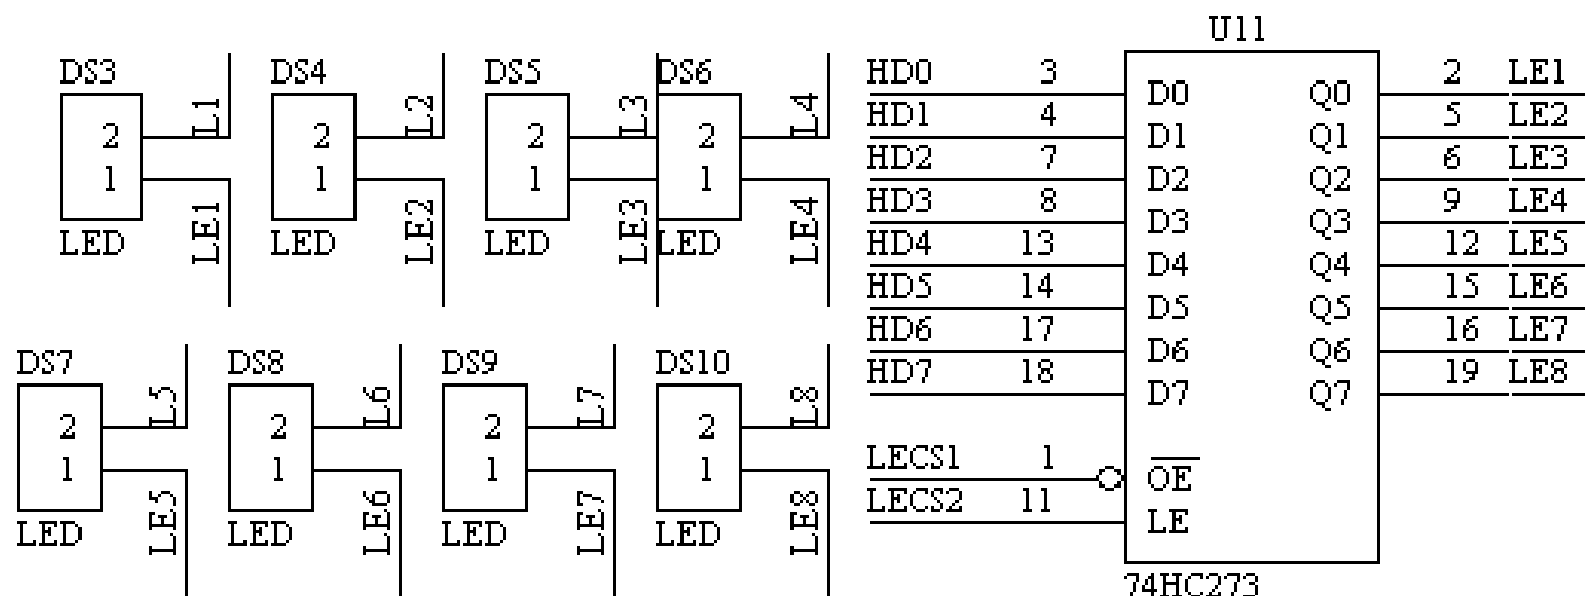 U11
DS3 DS4 DS5 DS6
L1 L2 L3 L4
2 2 2 2
1 1 1 1
LE1 LE2 LE3 LE4
LED LED LED LED
DS7 DS8 DS9 DS10
L5 L6 L7 L8
2 2 2 2
1 1 1 1
LE5 LE6 LE7 LE8
LED LED LED LED
HD0 3 D0 Q0 2 LE1
HD1 4 D1 Q1 5 LE2
HD2 7 D2 Q2 6 LE3
HD3 8 D3 Q3 9 LE4
HD4 13 D4 Q4 12 LE5
HD5 14 D5 Q5 15 LE6
HD6 17 D6 Q6 16 LE7
HD7 18 D7 Q7 19 LE8
LECS1 1 OE
LECS2 11 LE
74HC273